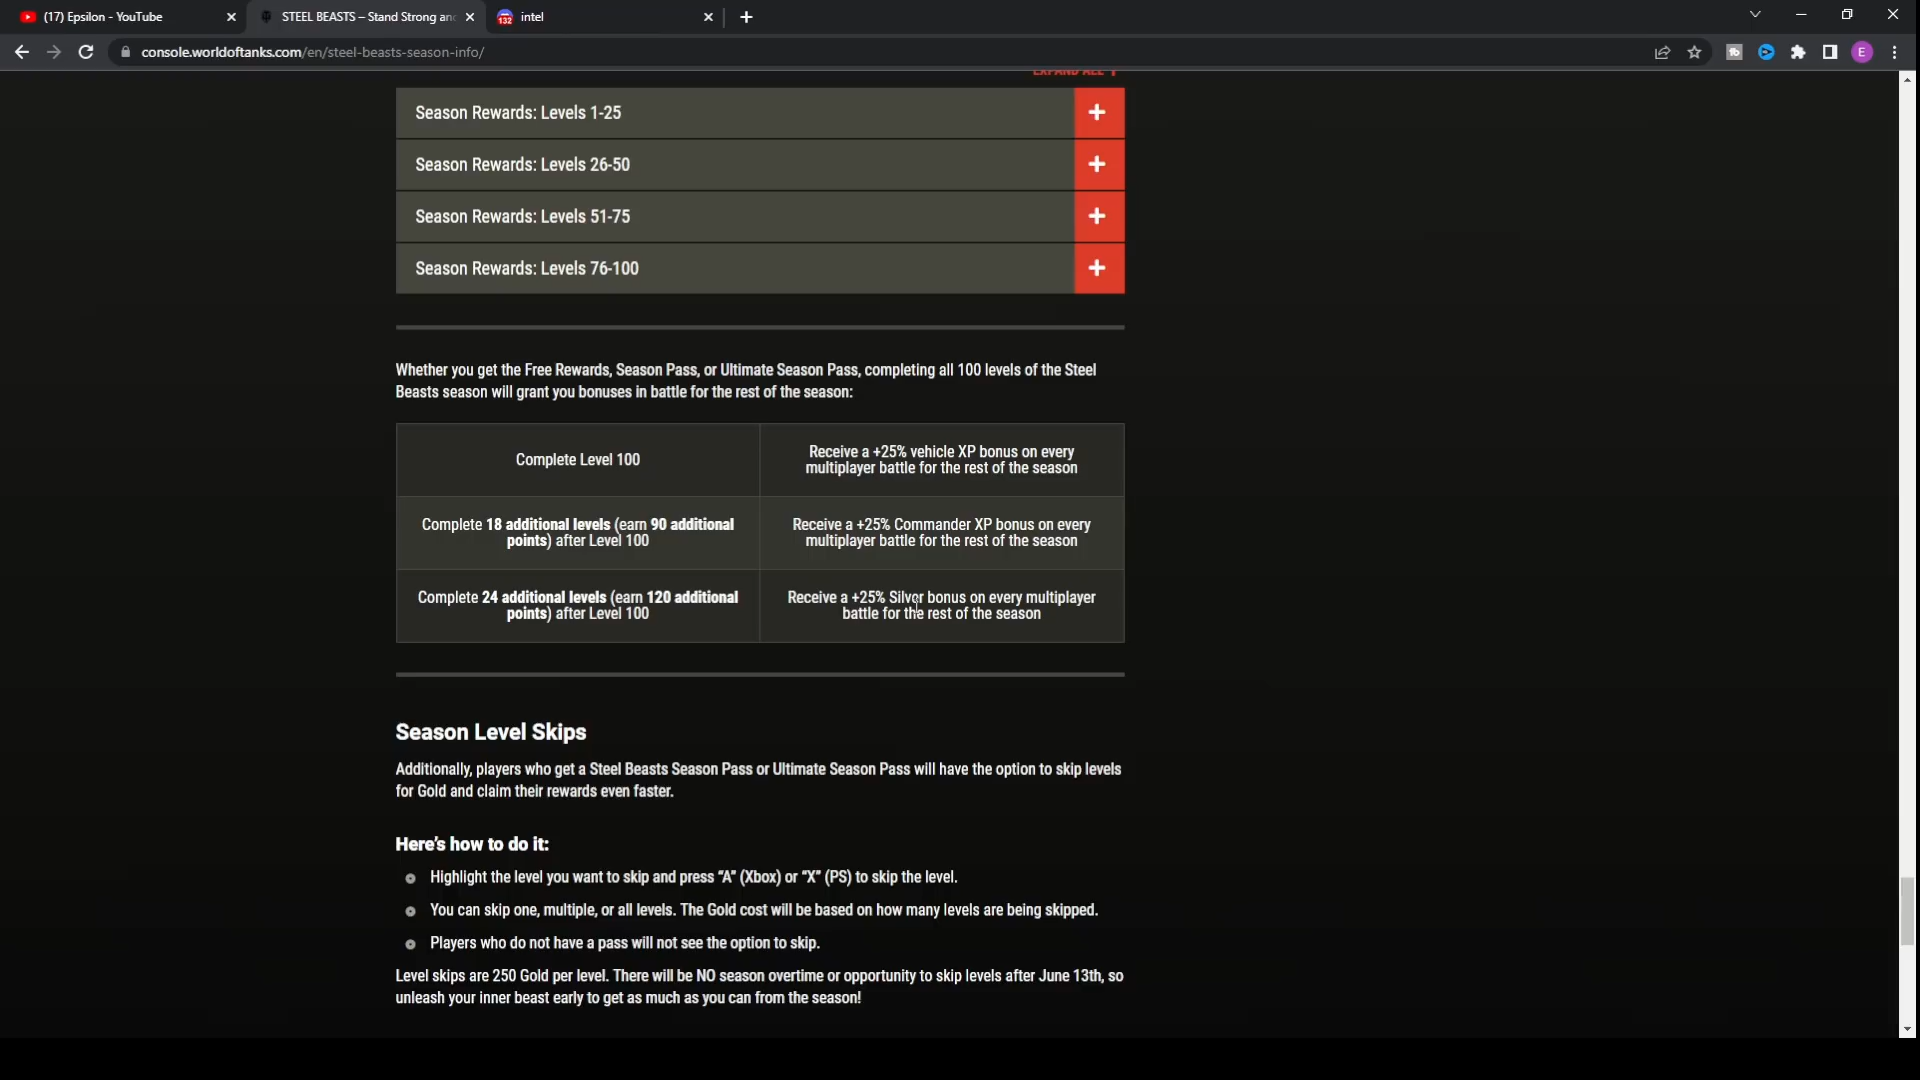 (17) Epsilon - YouTube
STEEL BEASTS – Stand Strong and
132
intel
console.worldoftanks.com/en/steel-beasts-season-info/
E
EXPAND ALL
Season Rewards: Levels 1-25
Season Rewards: Levels 26-50
Season Rewards: Levels 51-75
Season Rewards: Levels 76-100
Whether you get the Free Rewards, Season Pass, or Ultimate Season Pass, completing all 100 levels of the Steel
Beasts season will grant you bonuses in battle for the rest of the season:
Complete Level 100
Receive a +25% vehicle XP bonus on every
multiplayer battle for the rest of the season
Complete 18 additional levels (earn 90 additional
points) after Level 100
Receive a +25% Commander XP bonus on every
multiplayer battle for the rest of the season
Complete 24 additional levels (earn 120 additional
points) after Level 100
Receive a +25% Silver bonus on every multiplayer
battle for the rest of the season
Season Level Skips
Additionally, players who get a Steel Beasts Season Pass or Ultimate Season Pass will have the option to skip levels
for Gold and claim their rewards even faster.
Here’s how to do it:
Highlight the level you want to skip and press “A” (Xbox) or “X” (PS) to skip the level.
You can skip one, multiple, or all levels. The Gold cost will be based on how many levels are being skipped.
Players who do not have a pass will not see the option to skip.
Level skips are 250 Gold per level. There will be NO season overtime or opportunity to skip levels after June 13th, so
unleash your inner beast early to get as much as you can from the season!